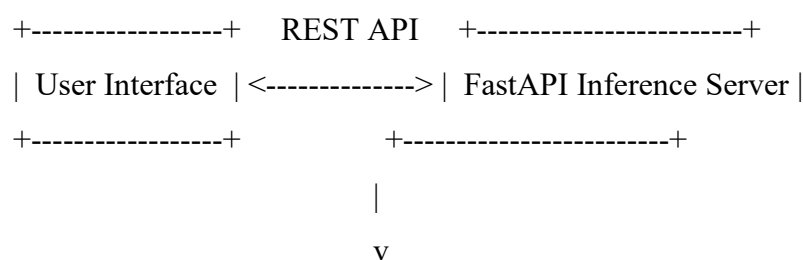 +------------------+ REST API +-------------------------+
| User Interface | <--------------> | FastAPI Inference Server |
+------------------+ +-------------------------+
|
v